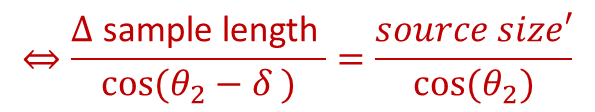 ⇔ Δ sample length / cos(θ₂ − δ ) = source size′ / cos(θ₂)